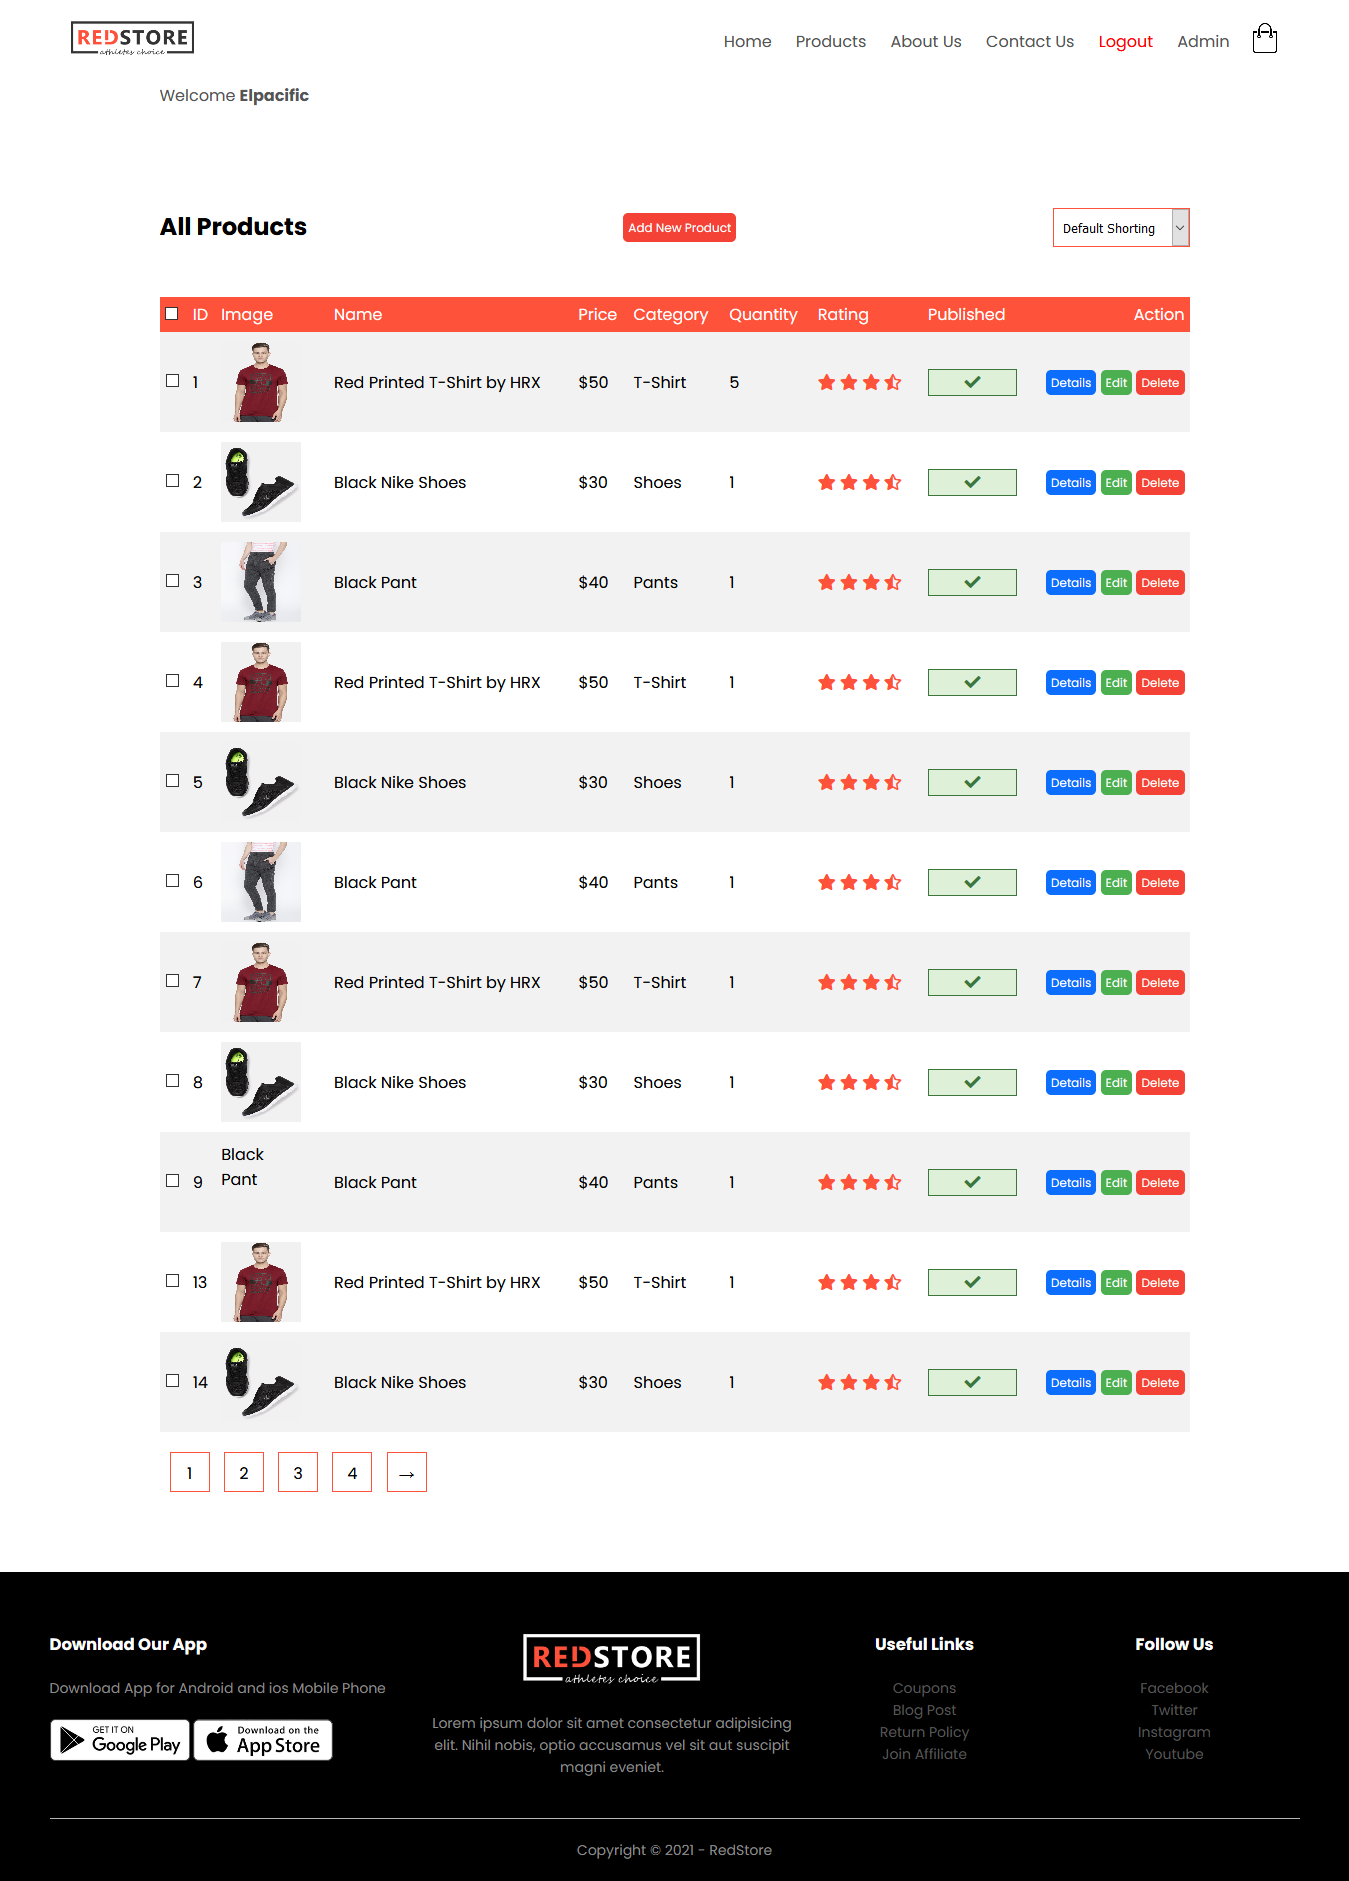 REDSTORE
athletes choice
Home Products About Us Contact Us Logout Admin
Welcome Elpacific
All Products
Add New Product
Default Shorting
ID Image Name Price Category Quantity Rating Published Action
1 Red Printed T-Shirt by HRX $50 T-Shirt 5 Details Edit Delete
2 Black Nike Shoes $30 Shoes 1 Details Edit Delete
3 Black Pant $40 Pants 1 Details Edit Delete
4 Red Printed T-Shirt by HRX $50 T-Shirt 1 Details Edit Delete
5 Black Nike Shoes $30 Shoes 1 Details Edit Delete
6 Black Pant $40 Pants 1 Details Edit Delete
7 Red Printed T-Shirt by HRX $50 T-Shirt 1 Details Edit Delete
8 Black Nike Shoes $30 Shoes 1 Details Edit Delete
Black
Pant
9 Black Pant $40 Pants 1 Details Edit Delete
13 Red Printed T-Shirt by HRX $50 T-Shirt 1 Details Edit Delete
14 Black Nike Shoes $30 Shoes 1 Details Edit Delete
1 2 3 4 →
Download Our App
Download App for Android and ios Mobile Phone
GET IT ON
Google Play
Download on the
App Store
REDSTORE
athletes choice
Lorem ipsum dolor sit amet consectetur adipisicing
elit. Nihil nobis, optio accusamus vel sit aut suscipit
magni eveniet.
Useful Links
Coupons
Blog Post
Return Policy
Join Affiliate
Follow Us
Facebook
Twitter
Instagram
Youtube
Copyright © 2021 - RedStore